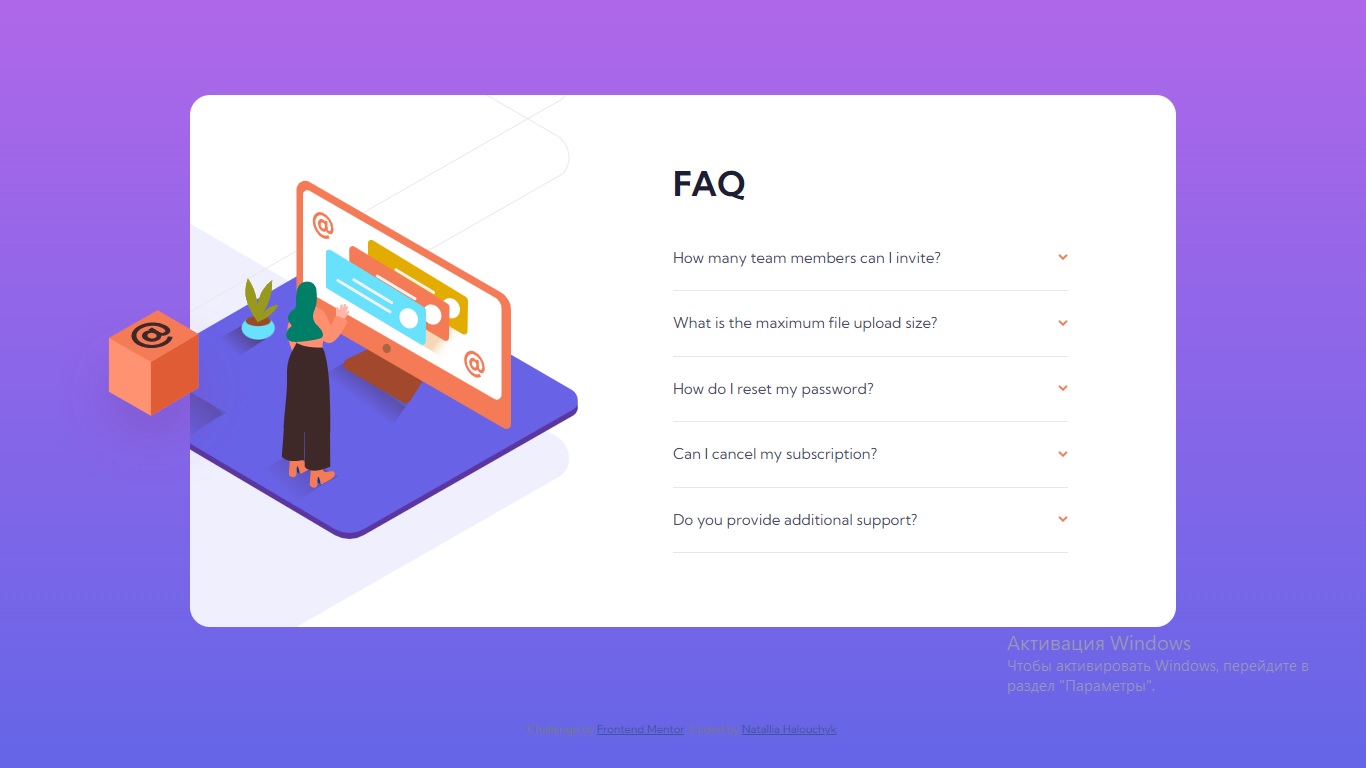 FAQ
How many team members can I invite?
What is the maximum file upload size?
How do I reset my password?
Can I cancel my subscription?
Do you provide additional support?
@
@
@
Активация Windows
Чтобы активировать Windows, перейдите в
раздел "Параметры".
Challenge by Frontend Mentor. Coded by Natallia Halouchyk.